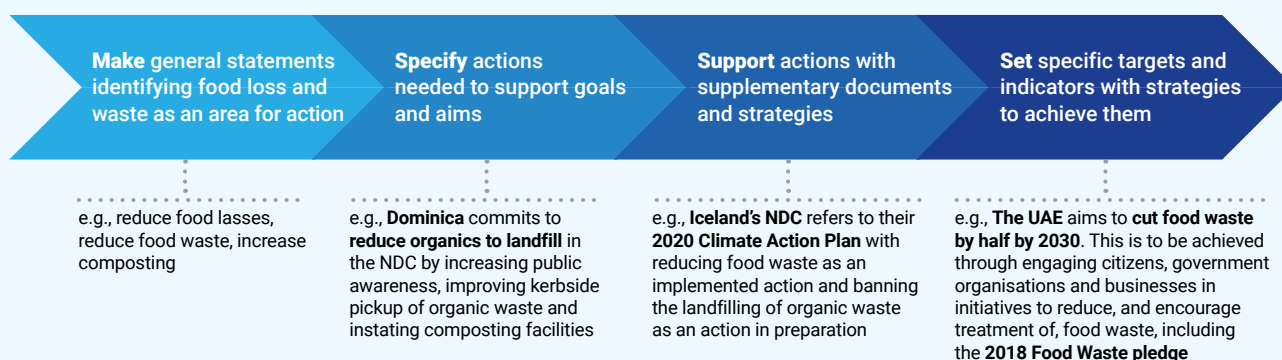 Make general statements
identifying food loss and
waste as an area for action
Specify actions
needed to support goals
and aims
Support actions with
supplementary documents
and strategies
Set specific targets and
indicators with strategies
to achieve them
e.g., reduce food lasses,
reduce food waste, increase
composting
e.g., Dominica commits to
reduce organics to landfill in
the NDC by increasing public
awareness, improving kerbside
pickup of organic waste and
instating composting facilities
e.g., Iceland's NDC refers to their
2020 Climate Action Plan with
reducing food waste as an
implemented action and banning
the landfilling of organic waste
as an action in preparation
e.g., The UAE aims to cut food waste
by half by 2030. This is to be achieved
through engaging citizens, government
organisations and businesses in
initiatives to reduce, and encourage
treatment of, food waste, including
the 2018 Food Waste pledge